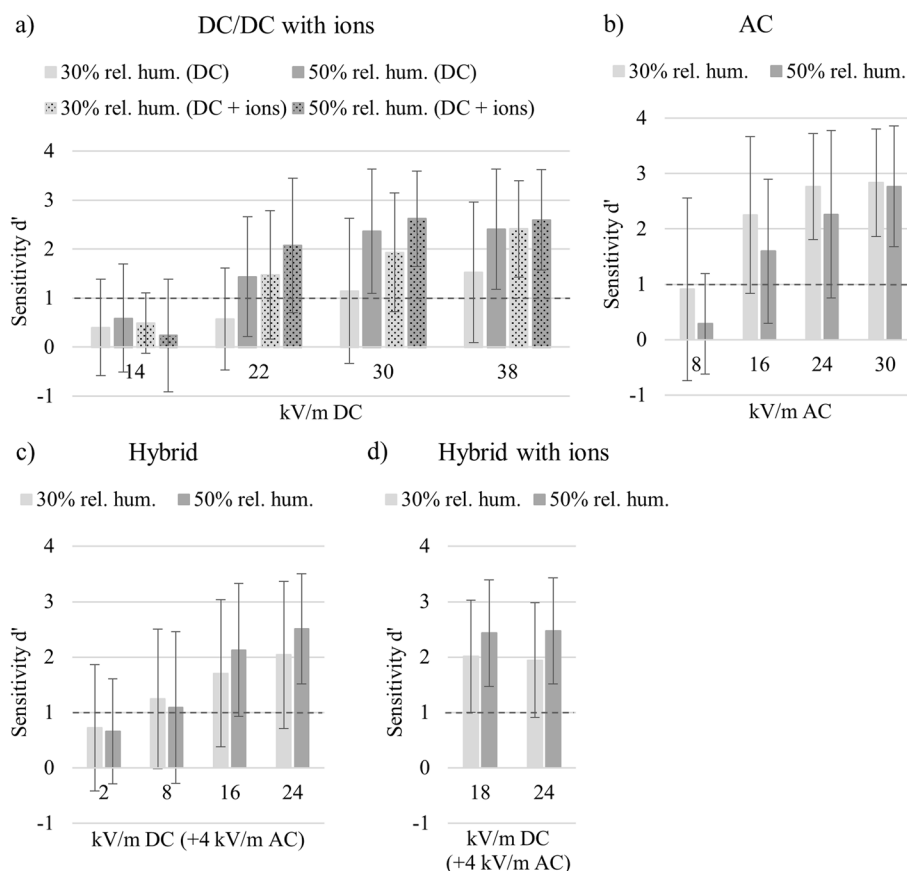 a) DC/DC with ions
30% rel. hum. (DC) 50% rel. hum. (DC)
30% rel. hum. (DC + ions) 50% rel. hum. (DC + ions)
4
3
2
1
0
-1
Sensitivity d'
14 22 30 38
kV/m DC
b) AC
30% rel. hum. 50% rel. hum.
4
3
2
1
0
-1
Sensitivity d'
8 16 24 30
kV/m AC
c) Hybrid
30% rel. hum. 50% rel. hum.
4
3
2
1
0
-1
Sensitivity d'
2 8 16 24
kV/m DC (+4 kV/m AC)
d) Hybrid with ions
30% rel. hum. 50% rel. hum.
4
3
2
1
0
-1
Sensitivity d'
18 24
kV/m DC
(+4 kV/m AC)